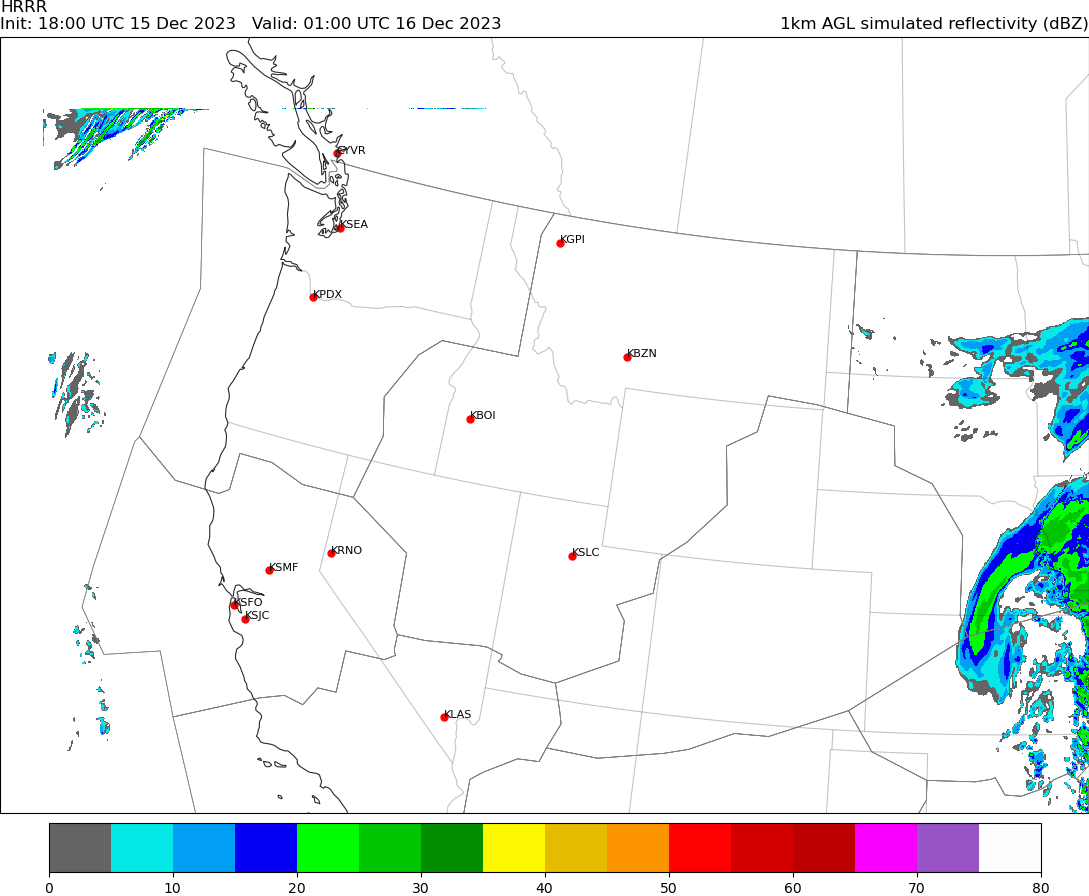 HRRR
Init: 18:00 UTC 15 Dec 2023   Valid: 01:00 UTC 16 Dec 2023
1km AGL simulated reflectivity (dBZ)
CYVR
KSEA
KGPI
KPDX
KBZN
KBOI
KRNO
KSLC
KSMF
KSFO
KSJC
KLAS
0 10 20 30 40 50 60 70 80